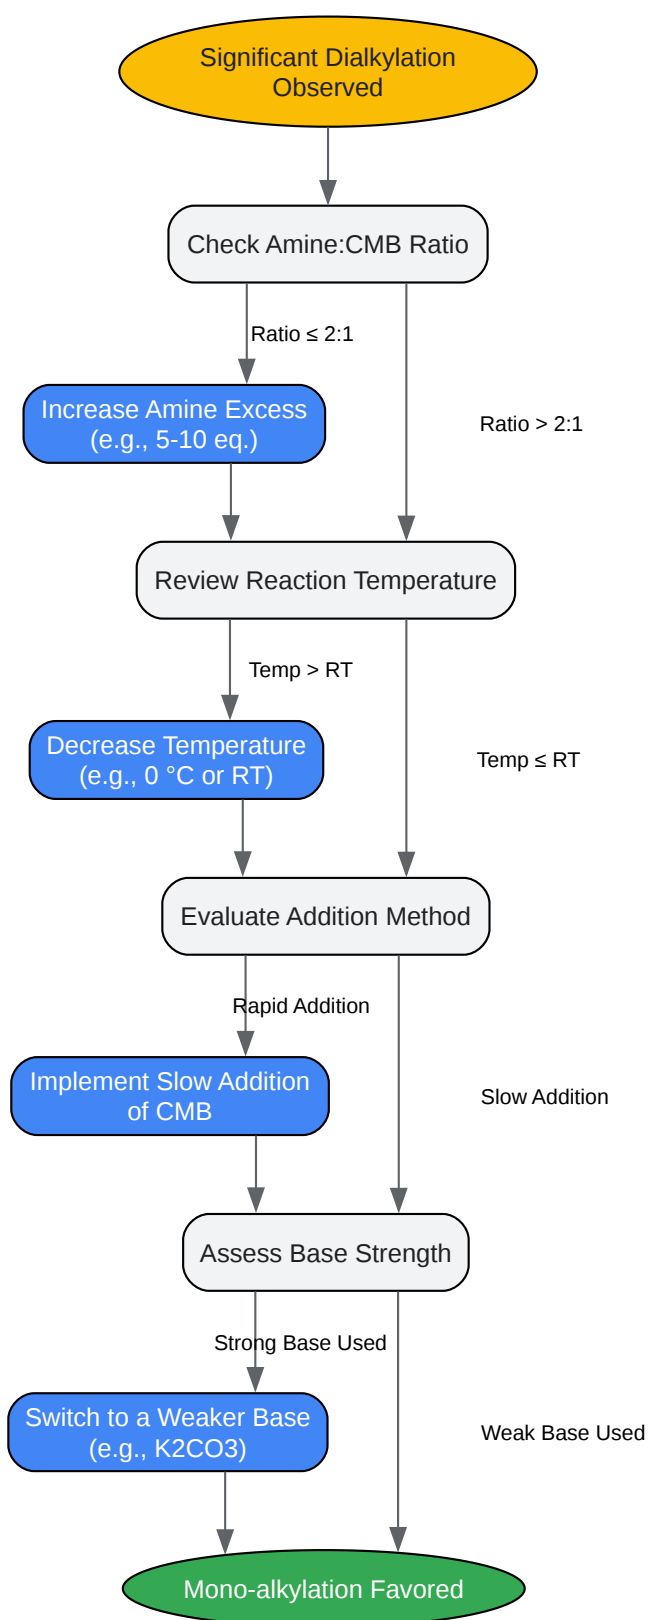 Significant Dialkylation
Observed
Check Amine:CMB Ratio
Ratio ≤ 2:1
Increase Amine Excess
(e.g., 5-10 eq.)
Ratio > 2:1
Review Reaction Temperature
Temp > RT
Decrease Temperature
(e.g., 0 °C or RT)
Temp ≤ RT
Evaluate Addition Method
Rapid Addition
Implement Slow Addition
of CMB
Slow Addition
Assess Base Strength
Strong Base Used
Switch to a Weaker Base
(e.g., K2CO3)
Weak Base Used
Mono-alkylation Favored